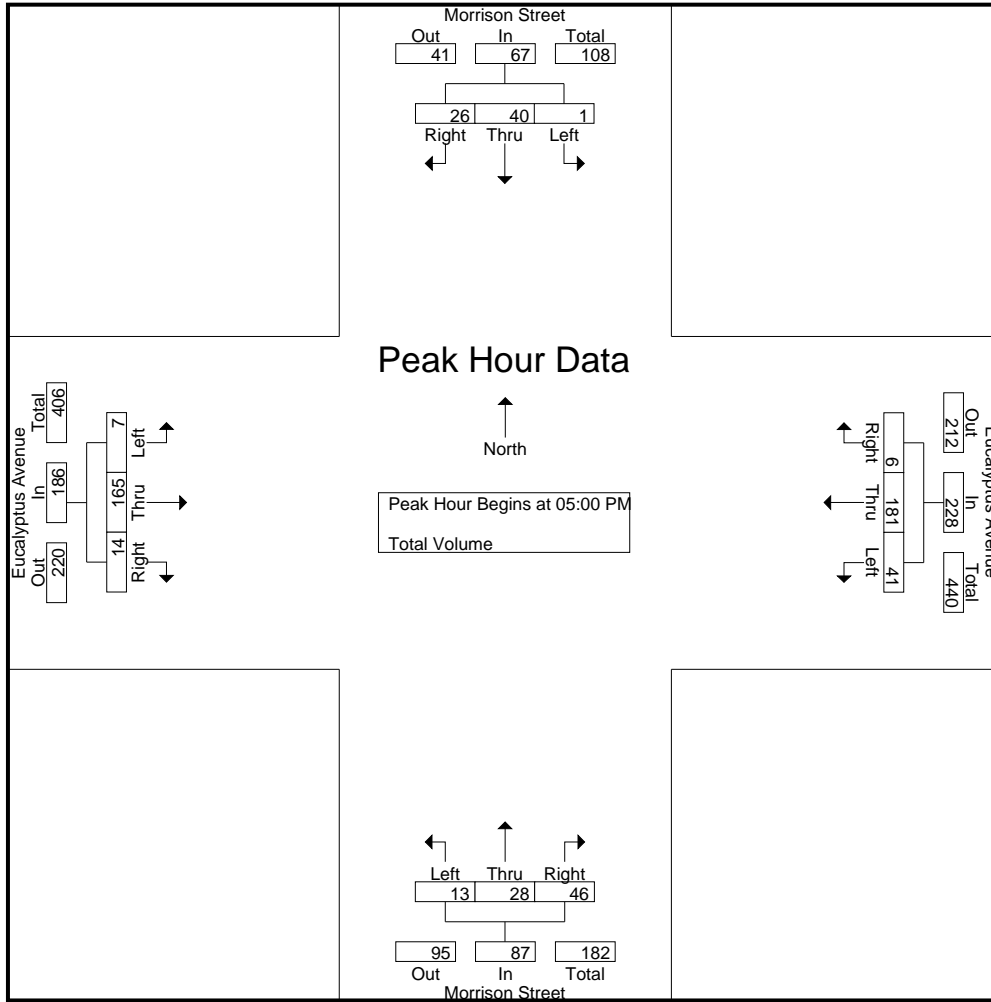 Morrison Street
Out In Total
41 67 108
26 40 1
Right Thru Left
Peak Hour Data
North
Peak Hour Begins at 05:00 PM
Total Volume
Eucalyptus Avenue
Out In Total
220 186 406
14 165 7
Right Thru Left
Eucalyptus Avenue
Out In Total
212 228 440
6 181 41
Right Thru Left
Left Thru Right
13 28 46
95 87 182
Out In Total
Morrison Street